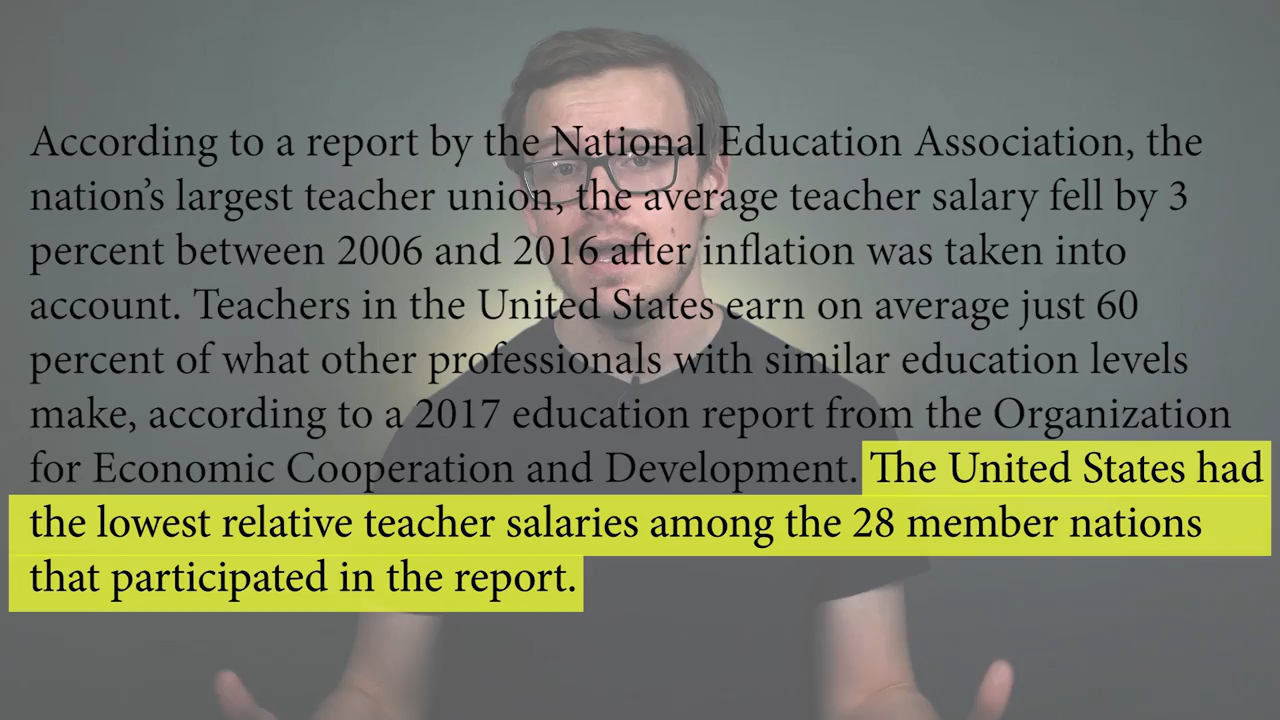 According to a report by the National Education Association, the
nation’s largest teacher union, the average teacher salary fell by 3
percent between 2006 and 2016 after inflation was taken into
account. Teachers in the United States earn on average just 60
percent of what other professionals with similar education levels
make, according to a 2017 education report from the Organization
for Economic Cooperation and Development. The United States had
the lowest relative teacher salaries among the 28 member nations
that participated in the report.